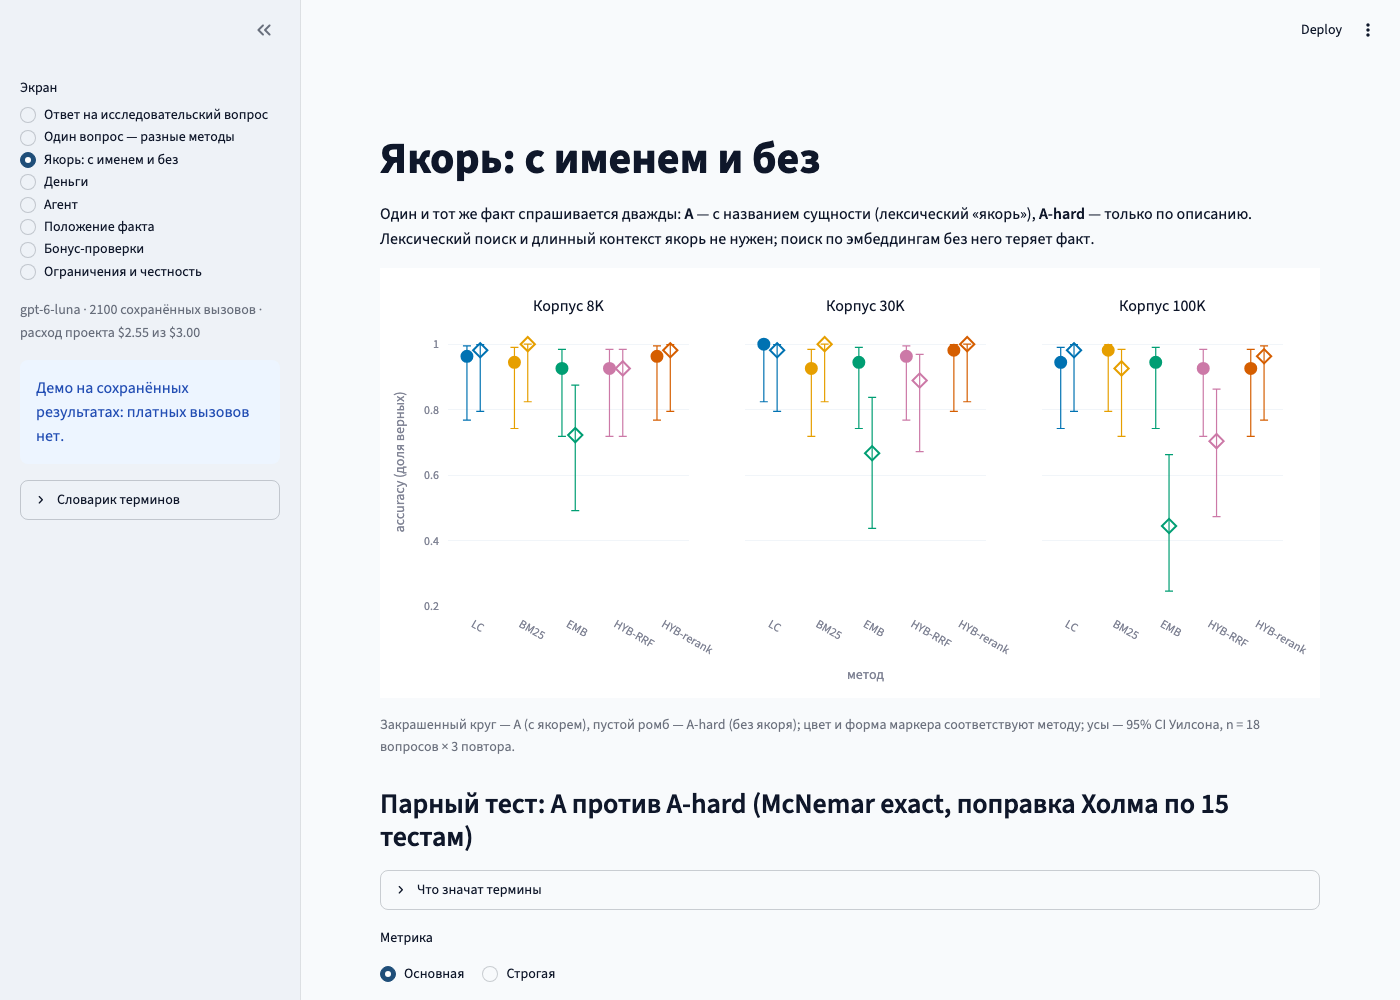 Deploy
Экран
Ответ на исследовательский вопрос
Один вопрос — разные методы
Якорь: с именем и без
Деньги
Агент
Положение факта
Бонус-проверки
Ограничения и честность
gpt-6-luna · 2100 сохранённых вызовов ·
расход проекта $2.55 из $3.00
Демо на сохранённых
результатах: платных вызовов
нет.
Словарик терминов
Якорь: с именем и без
Один и тот же факт спрашивается дважды: A — с названием сущности (лексический «якорь»), A-hard — только по описанию.
Лексический поиск и длинный контекст якорь не нужен; поиск по эмбеддингам без него теряет факт.
Корпус 8K
Корпус 30K
Корпус 100K
accuracy (доля верных)
1
0.8
0.6
0.4
0.2
LC
BM25
EMB
HYB-RRF
HYB-rerank
LC
BM25
EMB
HYB-RRF
HYB-rerank
LC
BM25
EMB
HYB-RRF
HYB-rerank
метод
Закрашенный круг — A (с якорем), пустой ромб — A-hard (без якоря); цвет и форма маркера соответствуют методу; усы — 95% CI Уилсона, n = 18
вопросов × 3 повтора.
Парный тест: A против A-hard (McNemar exact, поправка Холма по 15
тестам)
Что значат термины
Метрика
Основная
Строгая